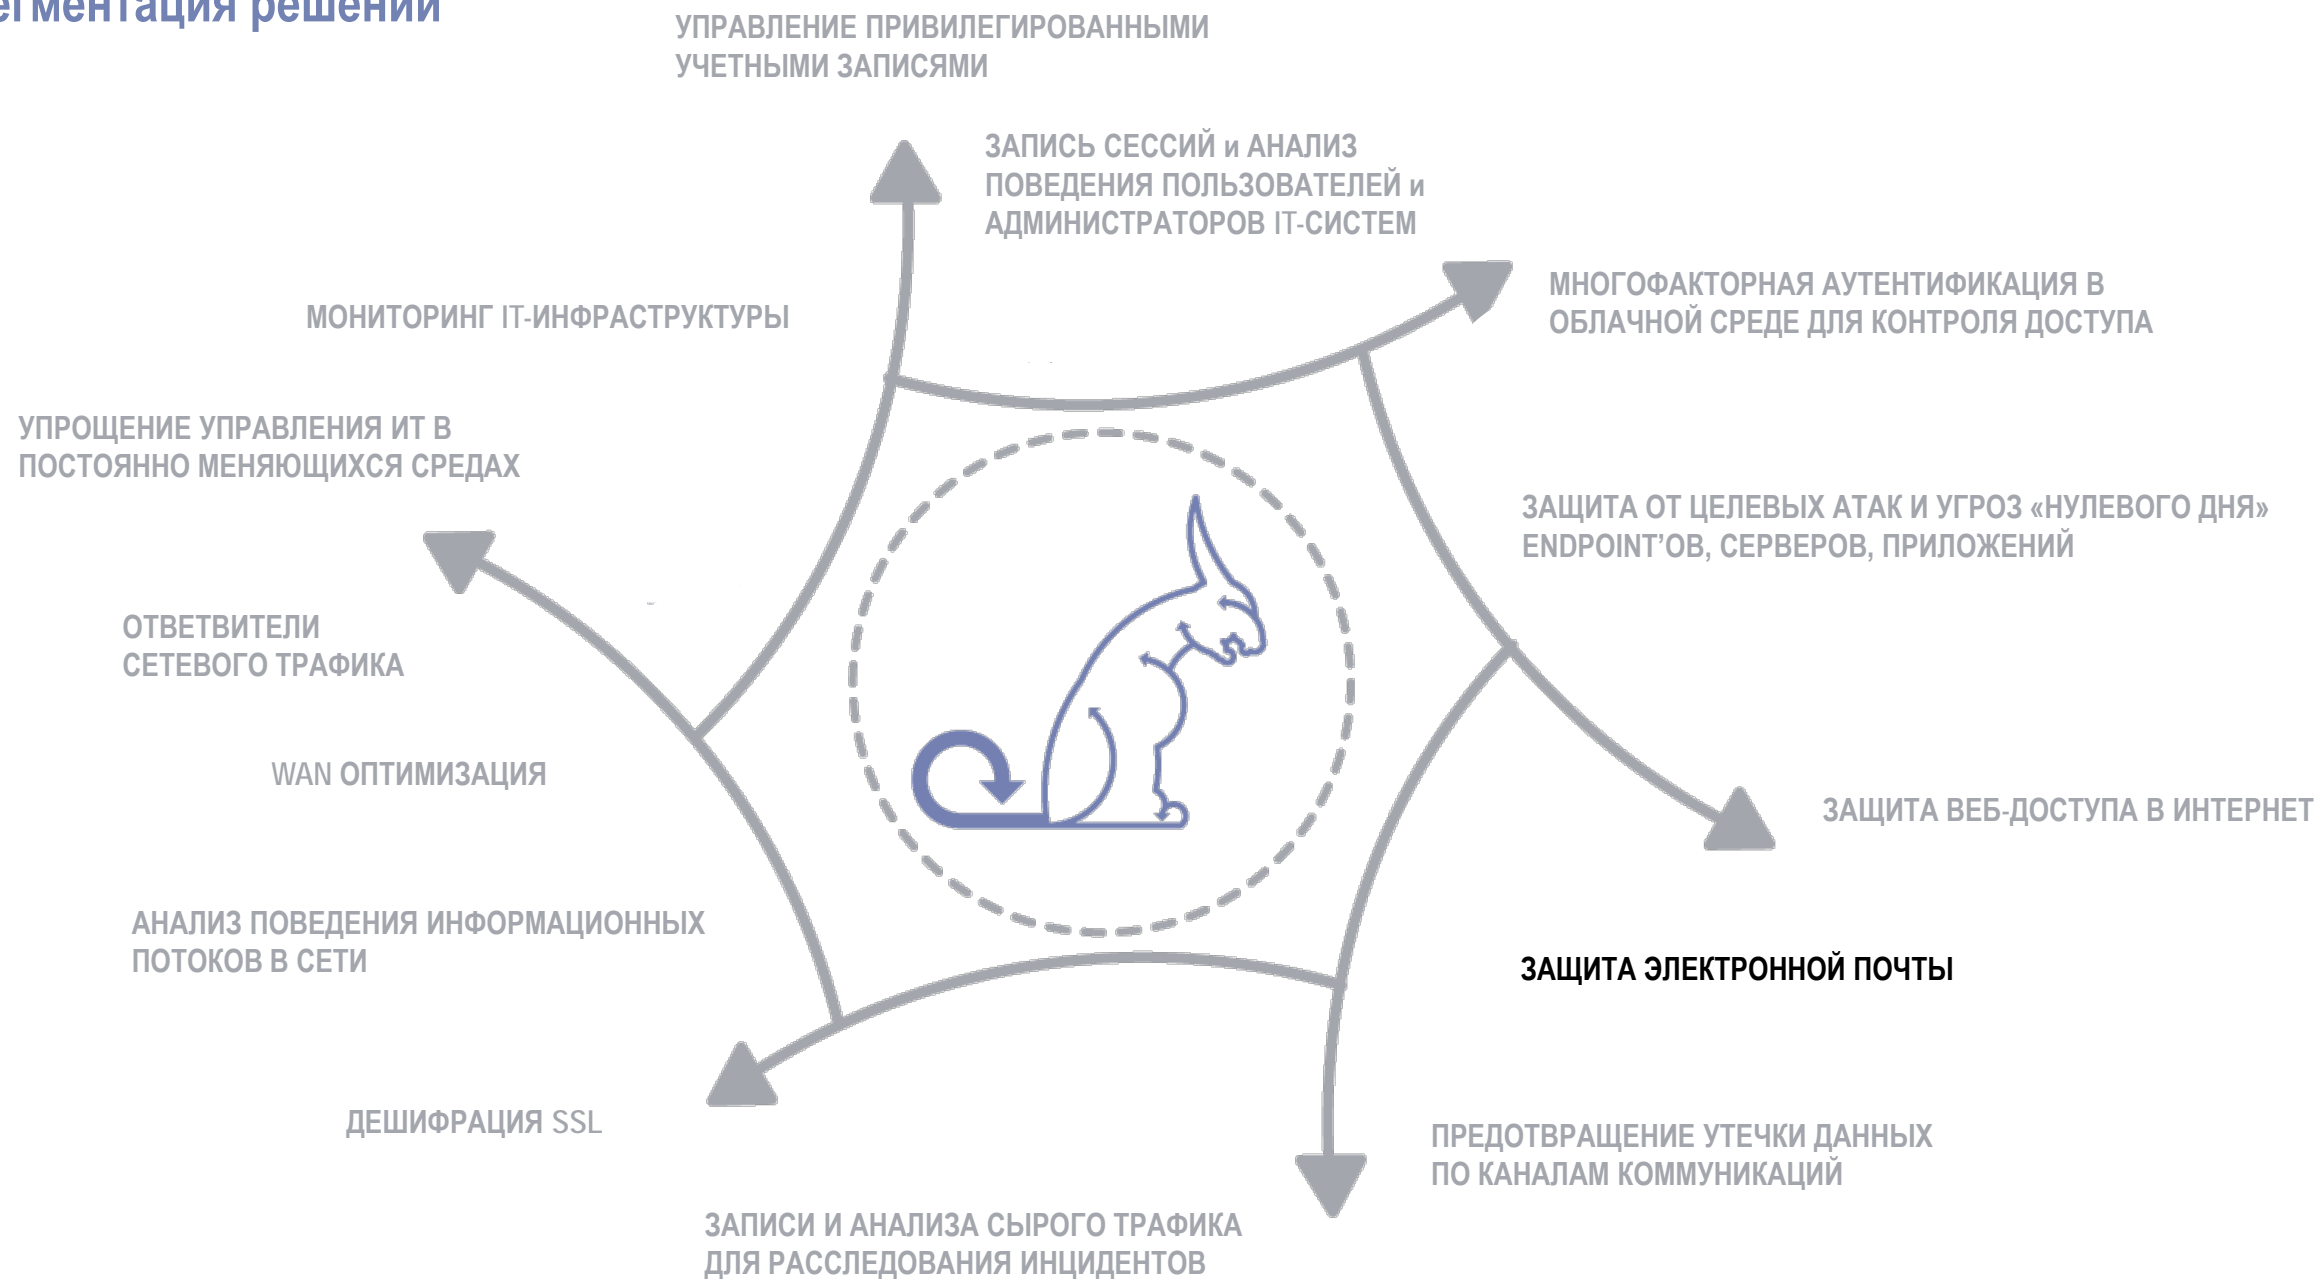 егментация решений
УПРАВЛЕНИЕ ПРИВИЛЕГИРОВАННЫМИ
УЧЕТНЫМИ ЗАПИСЯМИ
ЗАПИСЬ СЕССИЙ и АНАЛИЗ
ПОВЕДЕНИЯ ПОЛЬЗОВАТЕЛЕЙ и
АДМИНИСТРАТОРОВ IT-СИСТЕМ
МНОГОФАКТОРНАЯ АУТЕНТИФИКАЦИЯ В
ОБЛАЧНОЙ СРЕДЕ ДЛЯ КОНТРОЛЯ ДОСТУПА
МОНИТОРИНГ IT-ИНФРАСТРУКТУРЫ
УПРОЩЕНИЕ УПРАВЛЕНИЯ ИТ В
ПОСТОЯННО МЕНЯЮЩИХСЯ СРЕДАХ
ЗАЩИТА ОТ ЦЕЛЕВЫХ АТАК И УГРОЗ «НУЛЕВОГО ДНЯ»
ENDPOINT’ОВ, СЕРВЕРОВ, ПРИЛОЖЕНИЙ
ОТВЕТВИТЕЛИ
СЕТЕВОГО ТРАФИКА
WAN ОПТИМИЗАЦИЯ
ЗАЩИТА ВЕБ-ДОСТУПА В ИНТЕРНЕТ
АНАЛИЗ ПОВЕДЕНИЯ ИНФОРМАЦИОННЫХ
ПОТОКОВ В СЕТИ
ЗАЩИТА ЭЛЕКТРОННОЙ ПОЧТЫ
ДЕШИФРАЦИЯ SSL
ПРЕДОТВРАЩЕНИЕ УТЕЧКИ ДАННЫХ
ПО КАНАЛАМ КОММУНИКАЦИЙ
ЗАПИСИ И АНАЛИЗА СЫРОГО ТРАФИКА
ДЛЯ РАССЛЕДОВАНИЯ ИНЦИДЕНТОВ